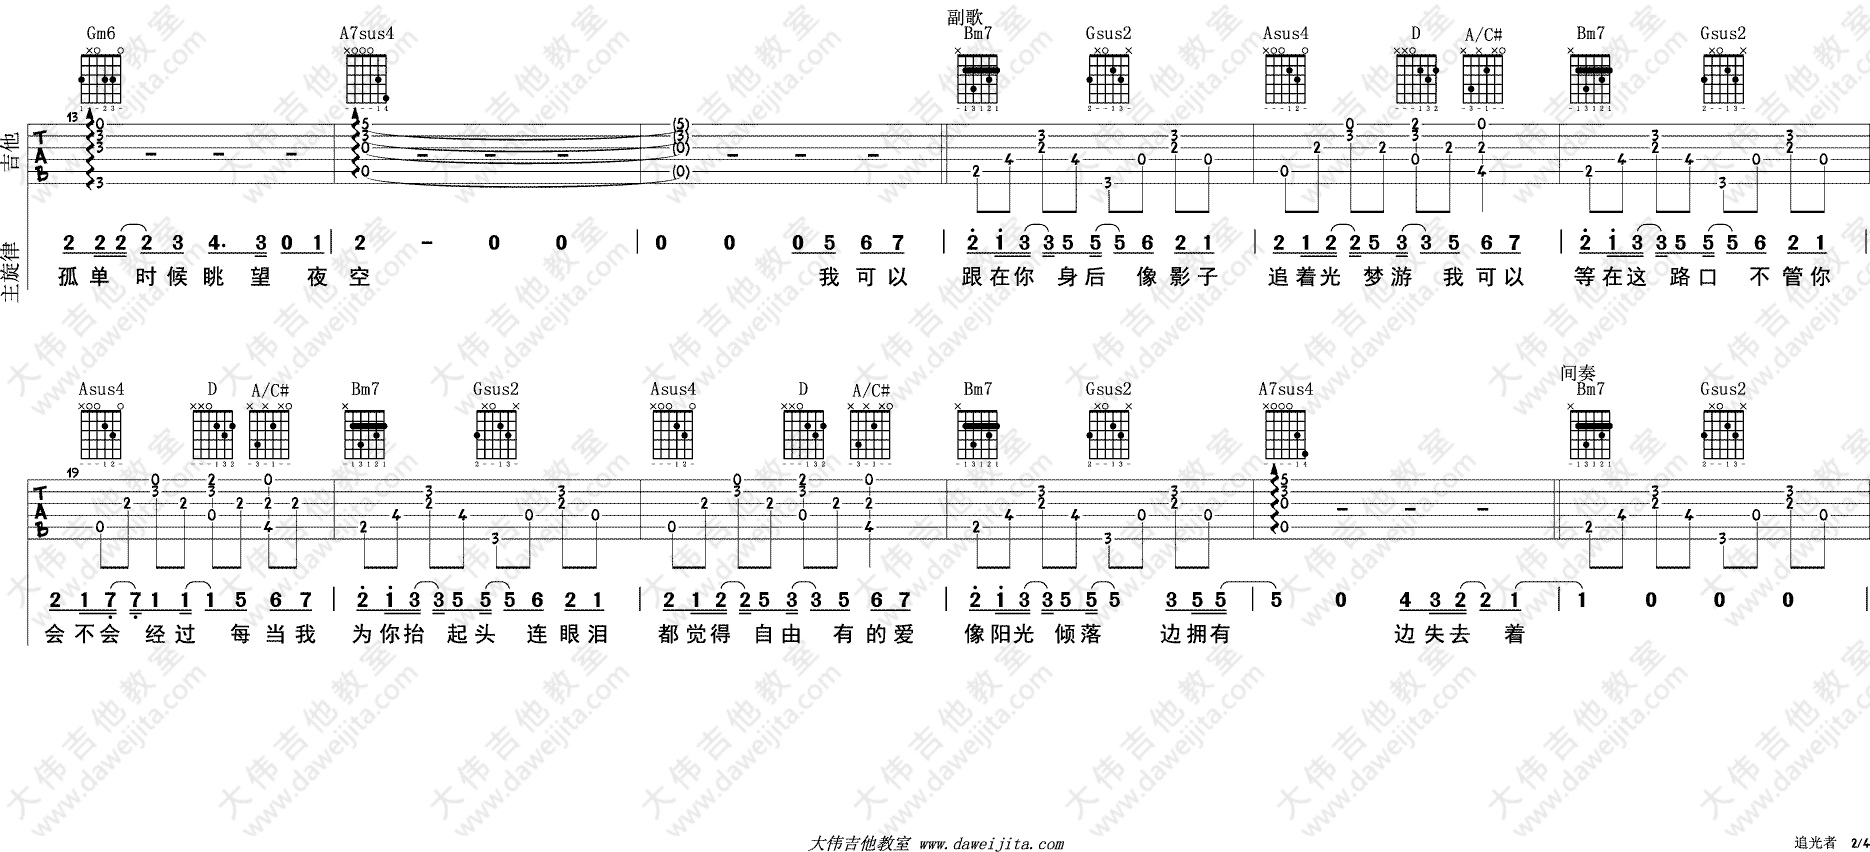 副歌
Gm6 A7sus4 Bm7 Gsus2 Asus4 D A/C# Bm7 Gsus2
吉他 TAB 13
主旋律
2 2 2 2 3 4. 3 0 1 | 2 - 0 0 | 0 0 0 5 6 7 | 2 1 3 3 5 5 5 6 2 1 | 2 1 2 2 5 3 3 5 6 7 | 2 1 3 3 5 5 5 6 2 1 |
孤单 时候眺 望 夜 空 我可以 跟在你 身后 像影子 追着光 梦游 我可以 等在这 路口 不管你
间奏
Asus4 D A/C# Bm7 Gsus2 Asus4 D A/C# Bm7 Gsus2 A7sus4 Bm7 Gsus2
TAB 19
2 1 7 7 1 1 1 5 6 7 | 2 1 3 3 5 5 5 6 2 1 | 2 1 2 2 5 3 3 5 6 7 | 2 1 3 3 5 5 5 3 5 5 | 5 0 4 3 2 2 1 | 1 0 0 0 |
会不会 经过 每当我 为你抬 起头 连眼泪 都觉得 自由 有的爱 像阳光 倾落 边拥有 边失去 着
大伟吉他教室 www.daweijita.com
追光者 2/4